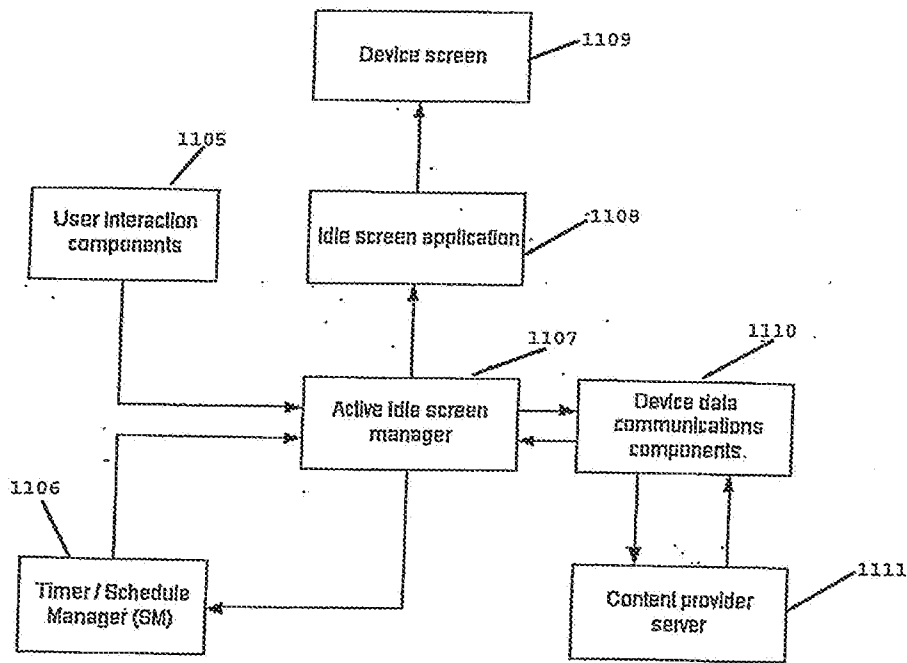 Device screen
1109
1105
User interaction
components
Idle screen application
1108
1107
1110
Active idle screen
manager
Device data
communications
components.
1106
Timer / Schedule
Manager (SM)
Content provider
server
1111